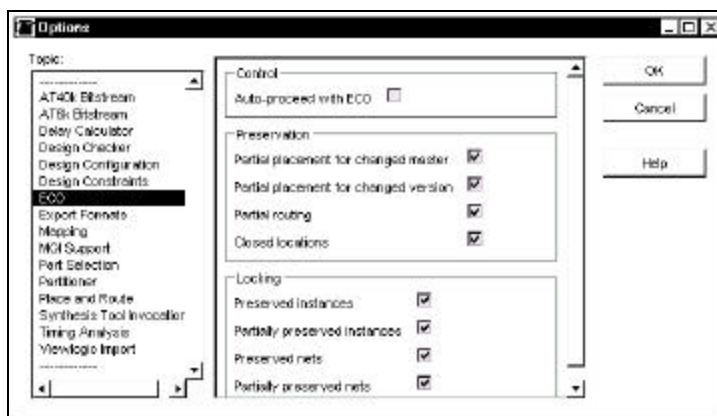 Options
Topic:
AT40k Bitstream
AT6k Bitstream
Delay Calculator
Design Checker
Design Configuration
Design Constraints
ECO
Export Formats
Mapping
MGI Support
Part Selection
Partitioner
Place and Route
Synthesis Tool Invocation
Timing Analysis
Viewlogic Import
Control
Auto-proceed with ECO
Preservation
Partial placement for changed master
Partial placement for changed version
Partial routing
Closed locations
Locking
Preserved instances
Partially preserved instances
Preserved nets
Partially preserved nets
OK
Cancel
Help